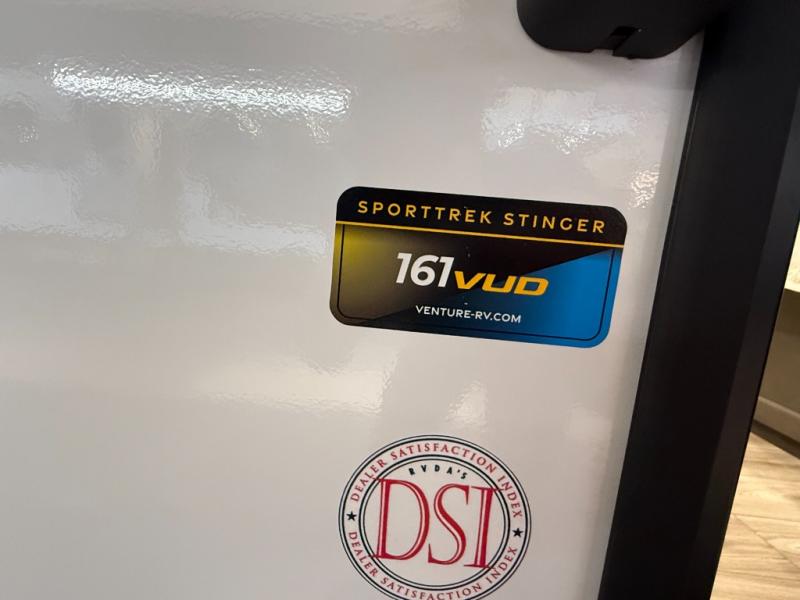 SPORTTREK STINGER
161VUD
VENTURE-RV.COM
DEALER SATISFACTION INDEX
RVDA'S
DSI
DEALER SATISFACTION INDEX